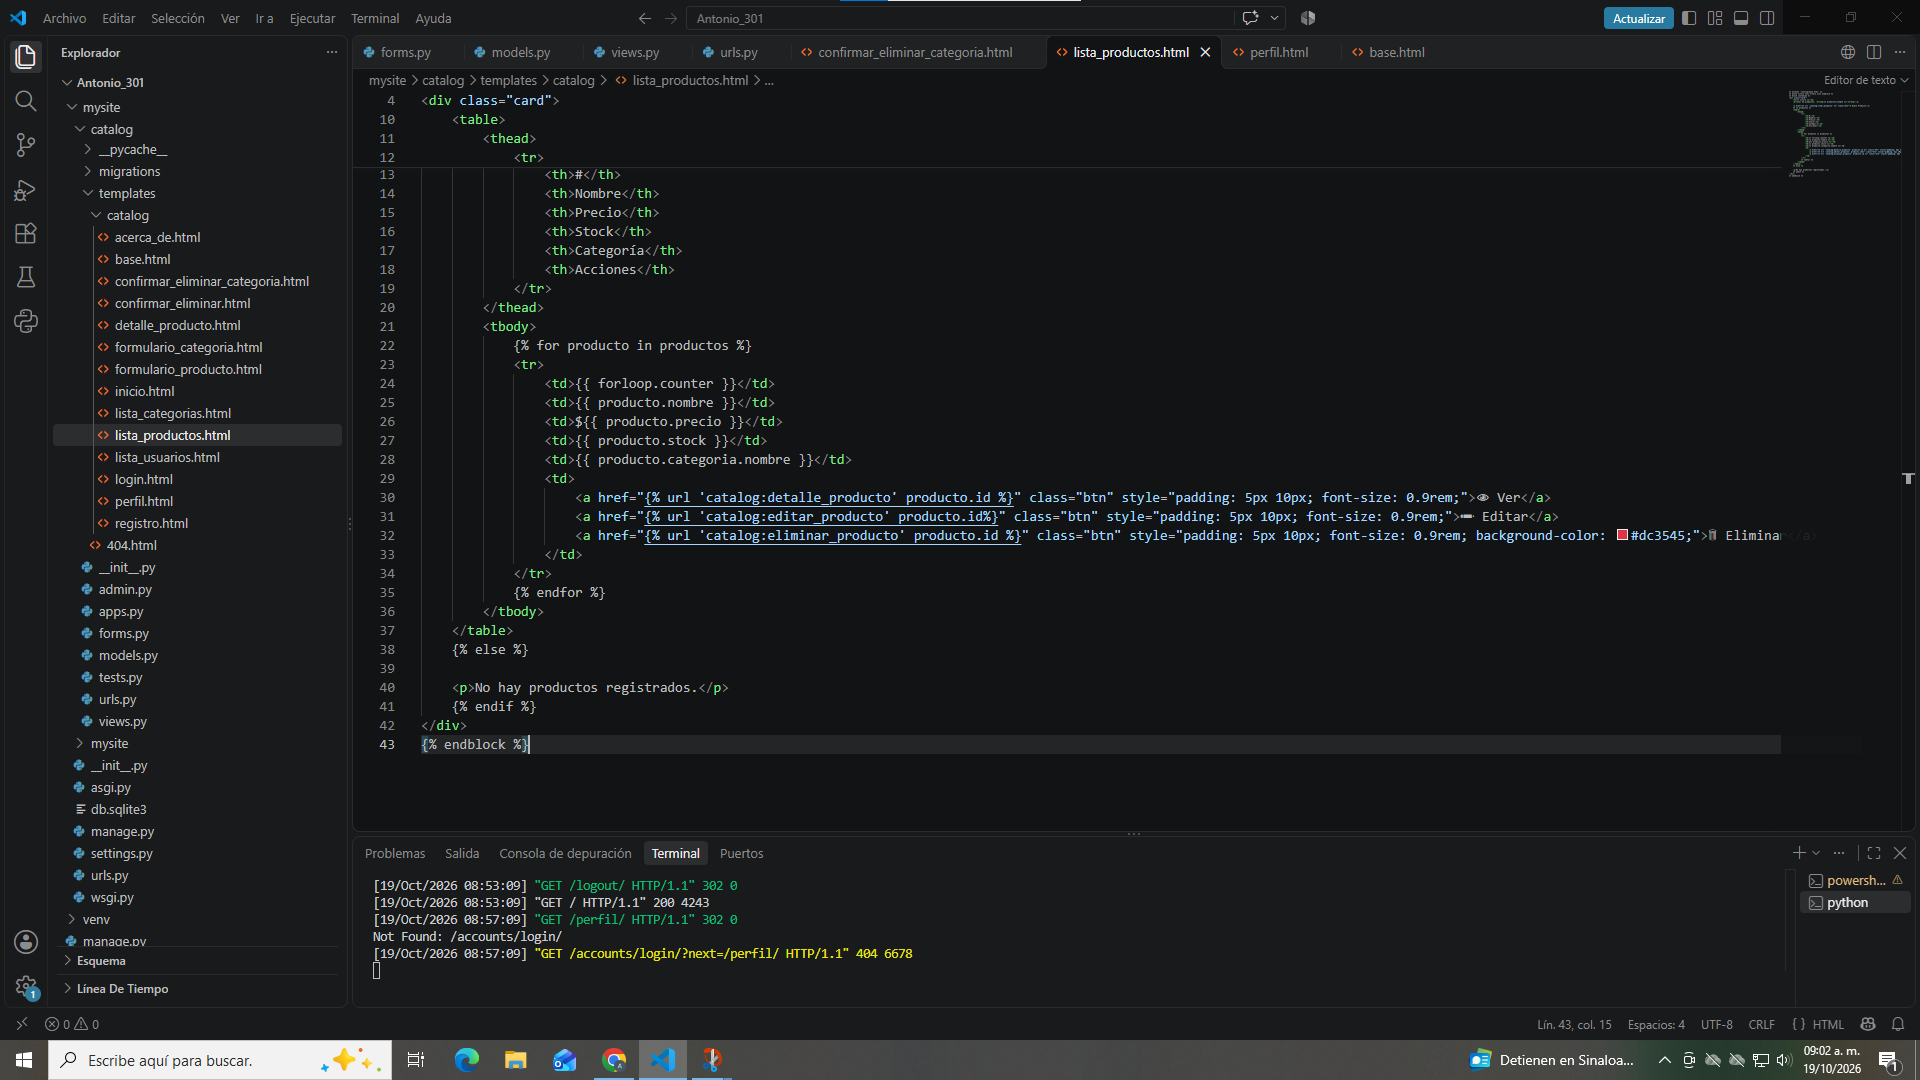 Archivo Editar Selección Ver Ir a Ejecutar Terminal Ayuda
Antonio_301
Actualizar
Explorador
forms.py models.py views.py urls.py confirmar_eliminar_categoria.html lista_productos.html perfil.html base.html
mysite > catalog > templates > catalog > lista_productos.html > ...
Editor de texto
Antonio_301
mysite
catalog
__pycache__
migrations
templates
catalog
acerca_de.html
base.html
confirmar_eliminar_categoria.html
confirmar_eliminar.html
detalle_producto.html
formulario_categoria.html
formulario_producto.html
inicio.html
lista_categorias.html
lista_productos.html
lista_usuarios.html
login.html
perfil.html
registro.html
404.html
__init__.py
admin.py
apps.py
forms.py
models.py
tests.py
urls.py
views.py
mysite
__init__.py
asgi.py
db.sqlite3
manage.py
settings.py
urls.py
wsgi.py
venv
manage.py
Esquema
Línea De Tiempo
4 <div class="card">
10 <table>
11 <thead>
12 <tr>
13 <th>#</th>
14 <th>Nombre</th>
15 <th>Precio</th>
16 <th>Stock</th>
17 <th>Categoría</th>
18 <th>Acciones</th>
19 </tr>
20 </thead>
21 <tbody>
22 {% for producto in productos %}
23 <tr>
24 <td>{{ forloop.counter }}</td>
25 <td>{{ producto.nombre }}</td>
26 <td>${{ producto.precio }}</td>
27 <td>{{ producto.stock }}</td>
28 <td>{{ producto.categoria.nombre }}</td>
29 <td>
30 <a href="{% url 'catalog:detalle_producto' producto.id %}" class="btn" style="padding: 5px 10px; font-size: 0.9rem;">👁 Ver</a>
31 <a href="{% url 'catalog:editar_producto' producto.id%}" class="btn" style="padding: 5px 10px; font-size: 0.9rem;">✏ Editar</a>
32 <a href="{% url 'catalog:eliminar_producto' producto.id %}" class="btn" style="padding: 5px 10px; font-size: 0.9rem; background-color: #dc3545;">🗑 Eliminar</a>
33 </td>
34 </tr>
35 {% endfor %}
36 </tbody>
37 </table>
38 {% else %}
39
40 <p>No hay productos registrados.</p>
41 {% endif %}
42 </div>
43 {% endblock %}
Problemas Salida Consola de depuración Terminal Puertos
[19/Oct/2026 08:53:09] "GET /logout/ HTTP/1.1" 302 0
[19/Oct/2026 08:53:09] "GET / HTTP/1.1" 200 4243
[19/Oct/2026 08:57:09] "GET /perfil/ HTTP/1.1" 302 0
Not Found: /accounts/login/
[19/Oct/2026 08:57:09] "GET /accounts/login/?next=/perfil/ HTTP/1.1" 404 6678
powersh...
python
1
0 0
Lín. 43, col. 15 Espacios: 4 UTF-8 CRLF { } HTML
Escribe aquí para buscar.
Detienen en Sinaloa...
09:02 a. m.
19/10/2026
1